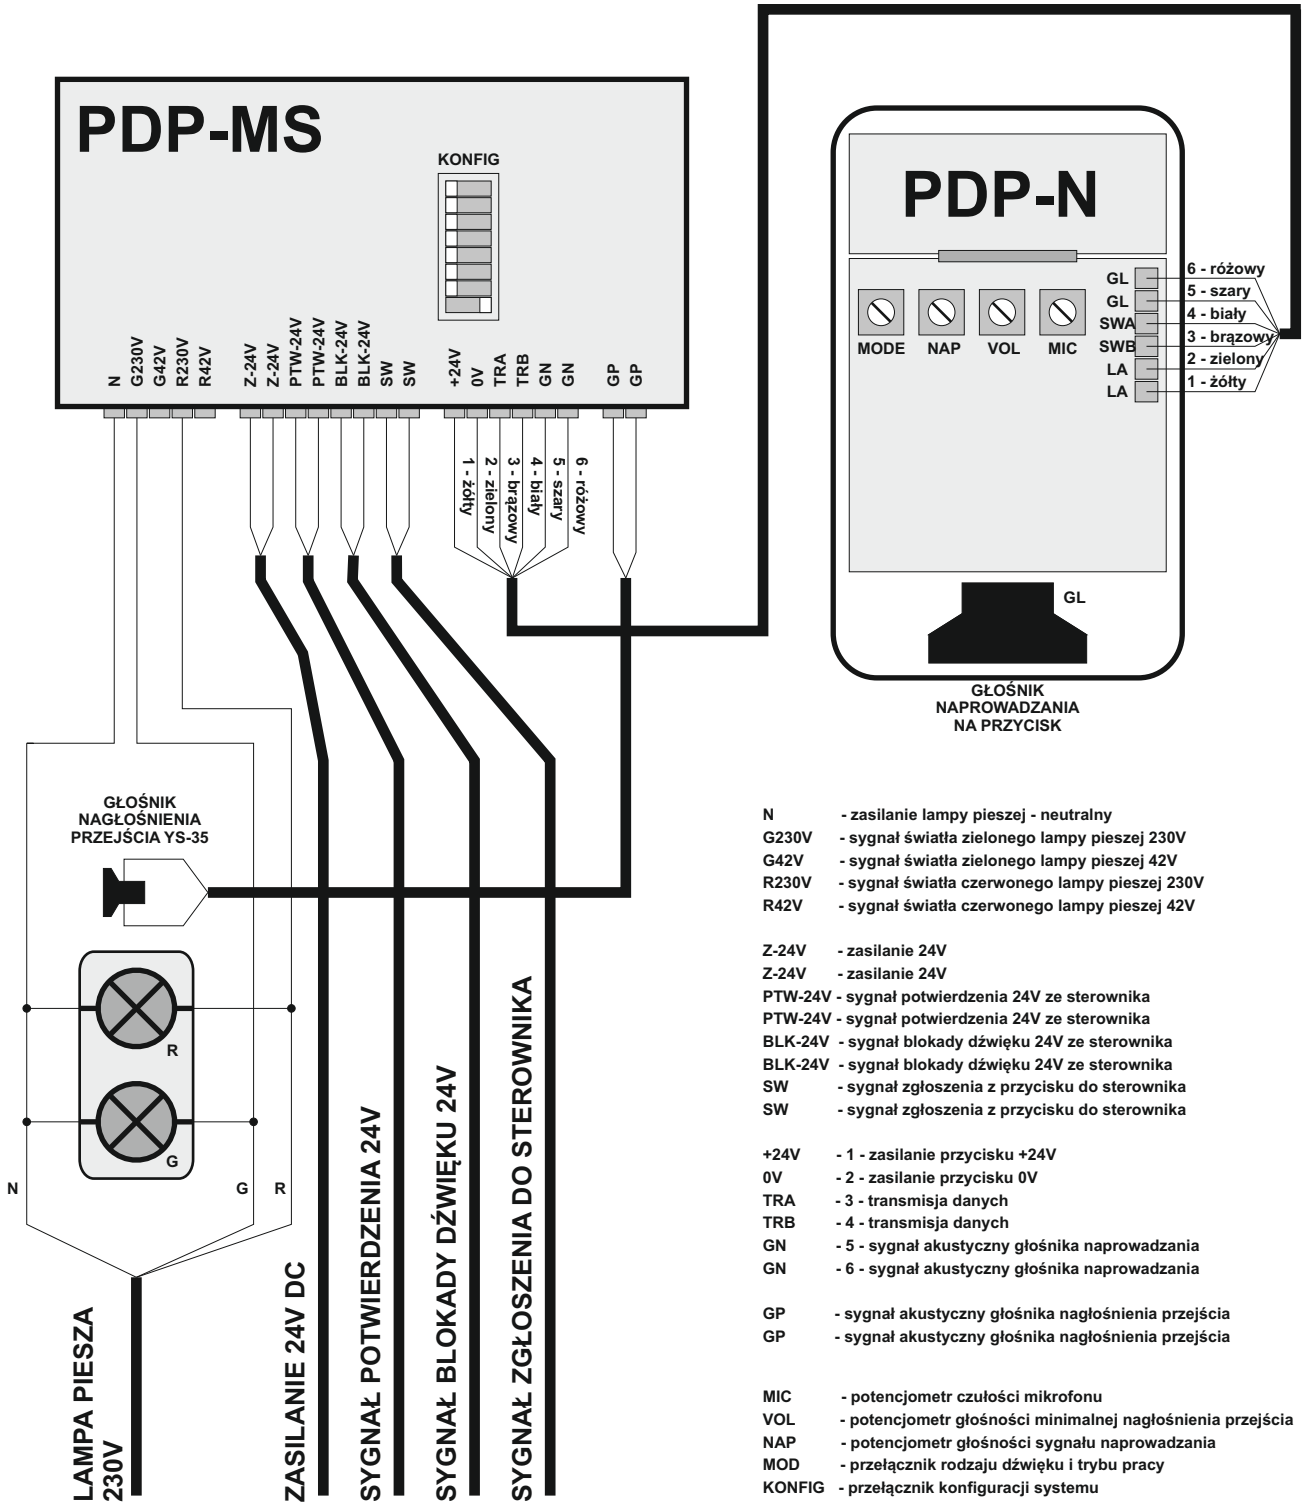 PDP-MS
KONFIG
N
G230V
G42V
R230V
R42V
Z-24V
Z-24V
PTW-24V
PTW-24V
BLK-24V
BLK-24V
SW
SW
+24V
0V
TRA
TRB
GN
GN
GP
GP
1 - żółty
2 - zielony
3 - brązowy
4 - biały
5 - szary
6 - różowy
PDP-N
MODE
NAP
VOL
MIC
GL
GL
SWA
SWB
LA
LA
6 - różowy
5 - szary
4 - biały
3 - brązowy
2 - zielony
1 - żółty
GL
GŁOŚNIK
NAPROWADZANIA
NA PRZYCISK
GŁOŚNIK
NAGŁOŚNIENIA
PRZEJŚCIA YS-35
R
G
N
G
R
LAMPA PIESZA
230V
ZASILANIE 24V DC
SYGNAŁ POTWIERDZENIA 24V
SYGNAŁ BLOKADY DŹWIĘKU 24V
SYGNAŁ ZGŁOSZENIA DO STEROWNIKA
N - zasilanie lampy pieszej - neutralny
G230V - sygnał światła zielonego lampy pieszej 230V
G42V - sygnał światła zielonego lampy pieszej 42V
R230V - sygnał światła czerwonego lampy pieszej 230V
R42V - sygnał światła czerwonego lampy pieszej 42V
Z-24V - zasilanie 24V
Z-24V - zasilanie 24V
PTW-24V - sygnał potwierdzenia 24V ze sterownika
PTW-24V - sygnał potwierdzenia 24V ze sterownika
BLK-24V - sygnał blokady dźwięku 24V ze sterownika
BLK-24V - sygnał blokady dźwięku 24V ze sterownika
SW - sygnał zgłoszenia z przycisku do sterownika
SW - sygnał zgłoszenia z przycisku do sterownika
+24V - 1 - zasilanie przycisku +24V
0V - 2 - zasilanie przycisku 0V
TRA - 3 - transmisja danych
TRB - 4 - transmisja danych
GN - 5 - sygnał akustyczny głośnika naprowadzania
GN - 6 - sygnał akustyczny głośnika naprowadzania
GP - sygnał akustyczny głośnika nagłośnienia przejścia
GP - sygnał akustyczny głośnika nagłośnienia przejścia
MIC - potencjometr czułości mikrofonu
VOL - potencjometr głośności minimalnej nagłośnienia przejścia
NAP - potencjometr głośności sygnału naprowadzania
MOD - przełącznik rodzaju dźwięku i trybu pracy
KONFIG - przełącznik konfiguracji systemu